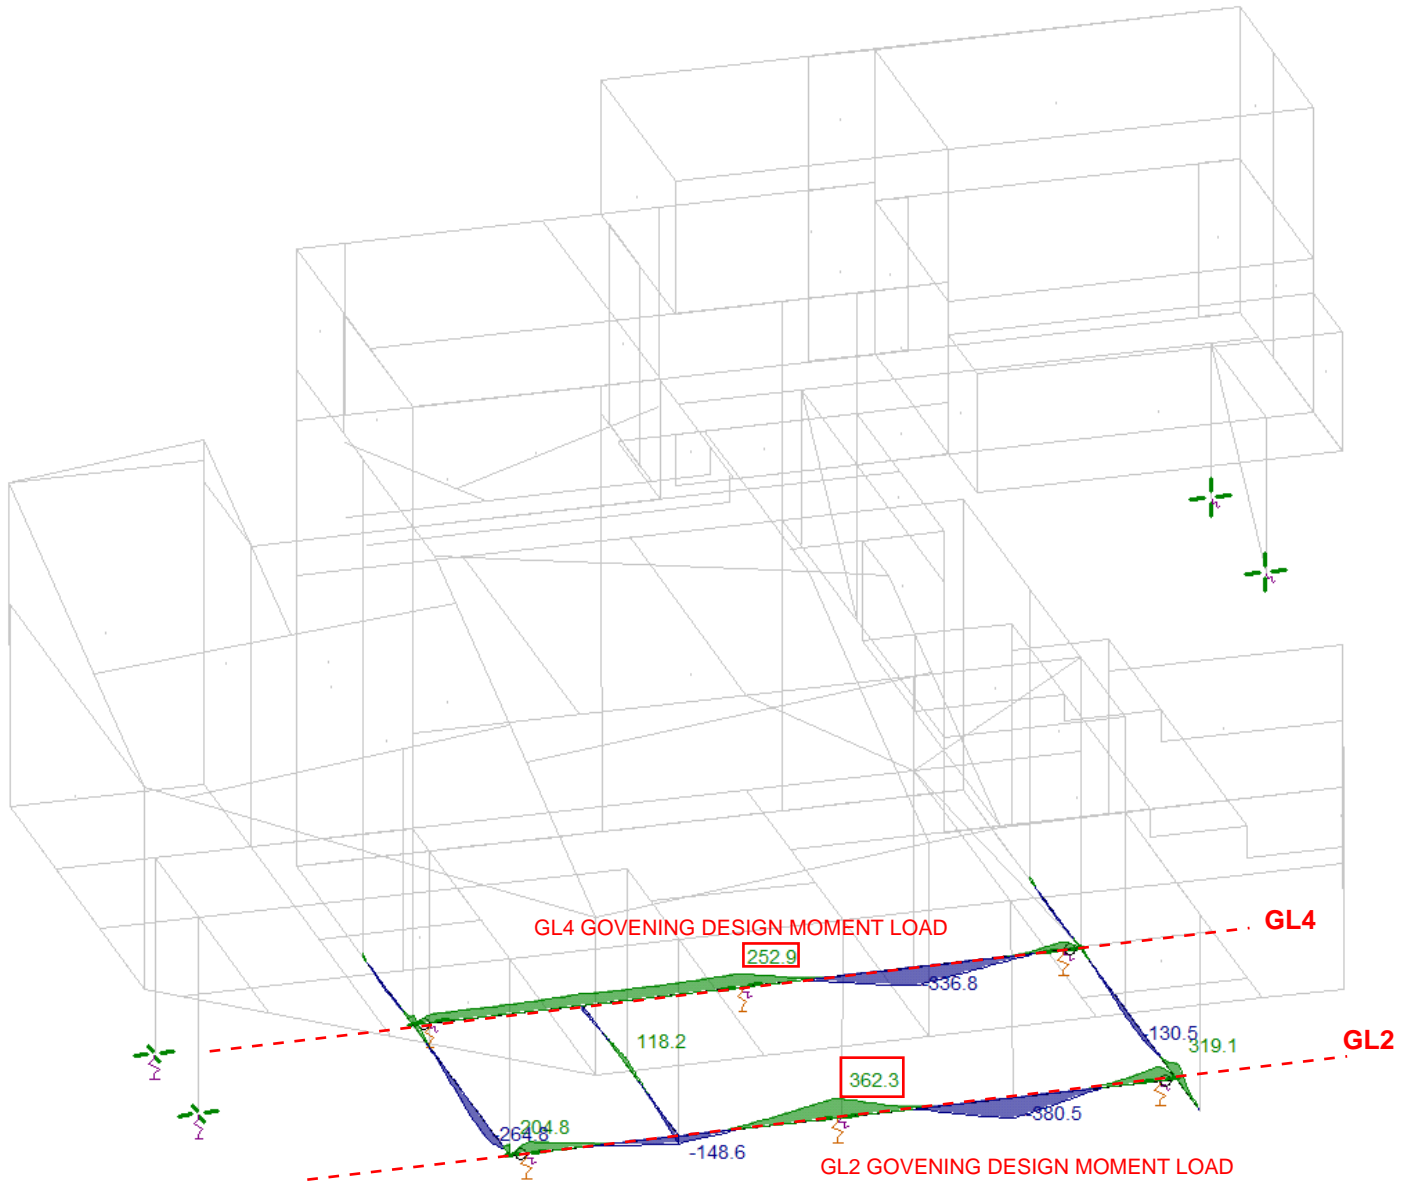 GL4
GL4 GOVENING DESIGN MOMENT LOAD
252.9
336.8
-130.5
319.1
GL2
118.2
362.3
-380.5
204.8
-264.8
-148.6
GL2 GOVENING DESIGN MOMENT LOAD